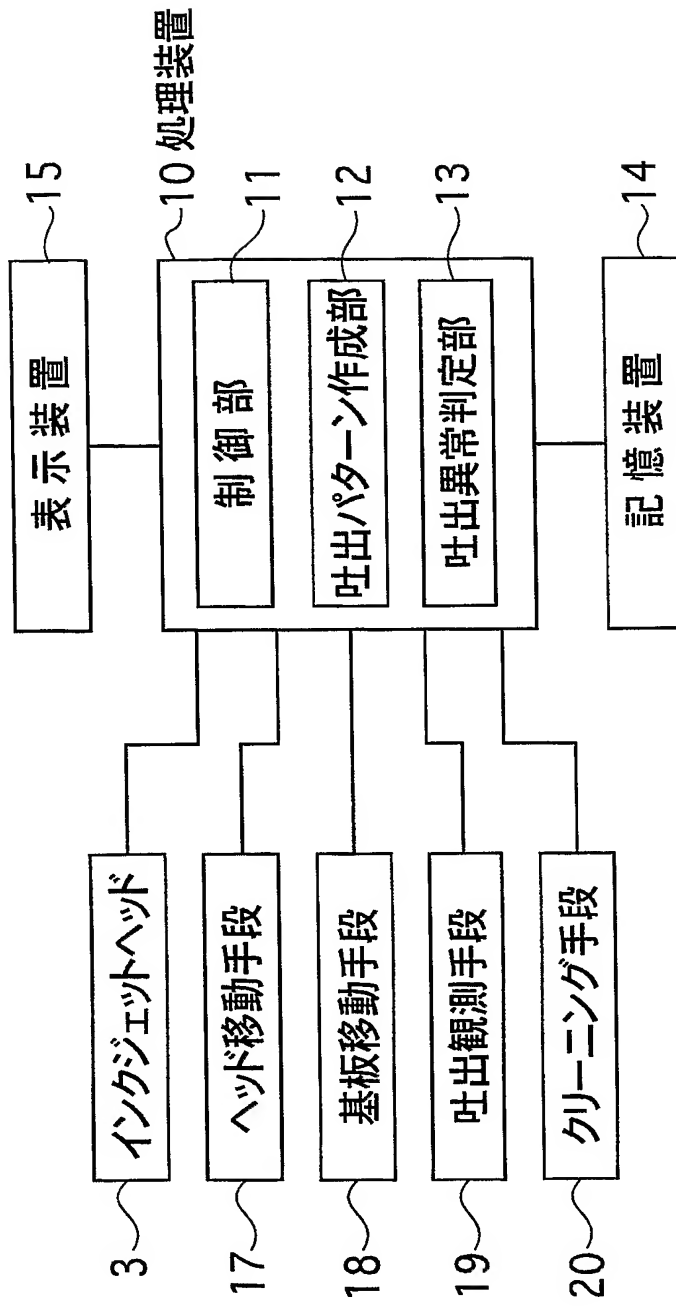 15
表示装置
10 処理装置
制御部
11
吐出パターン作成部
12
吐出異常判定部
13
記憶装置
14
インクジェットヘッド
3
ヘッド移動手段
17
基板移動手段
18
吐出観測手段
19
クリーニング手段
20